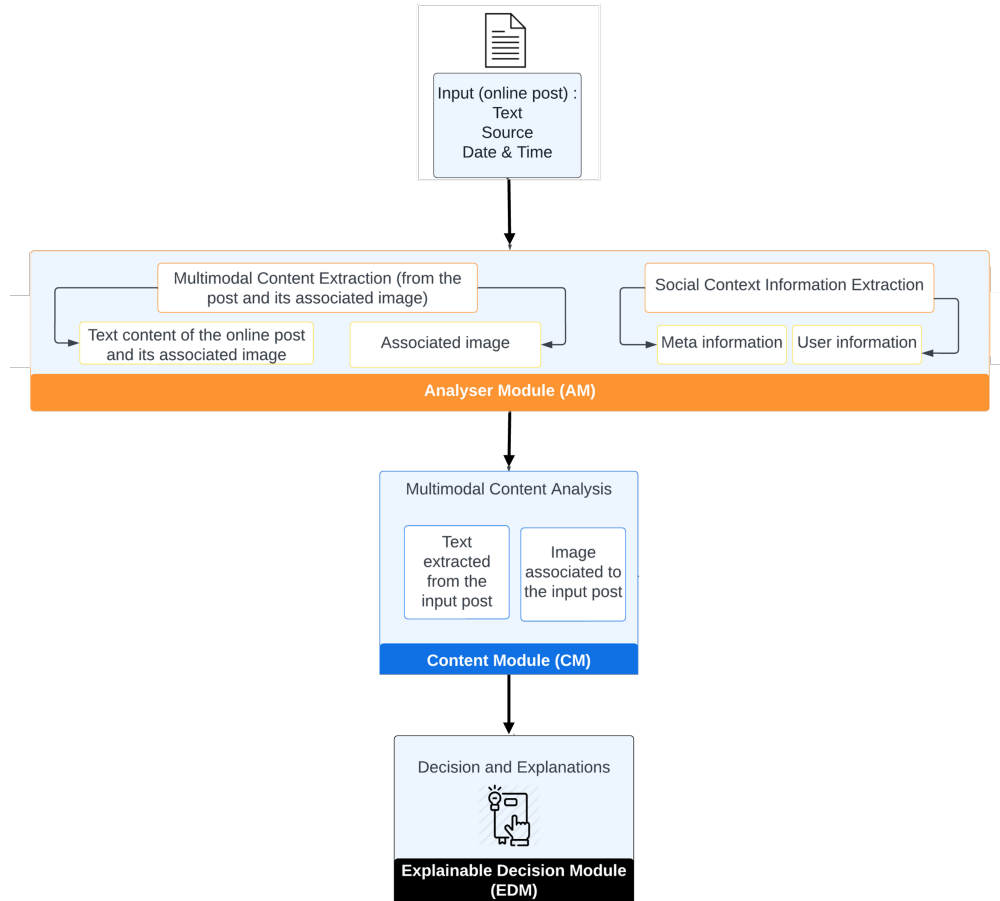 Input (online post) :
Text
Source
Date & Time
Multimodal Content Extraction (from the
post and its associated image)
Social Context Information Extraction
Text content of the online post
and its associated image
Associated image
Meta information
User information
Analyser Module (AM)
Multimodal Content Analysis
Text
extracted
from the
input post
Image
associated to
the input post
Content Module (CM)
Decision and Explanations
Explainable Decision Module
(EDM)